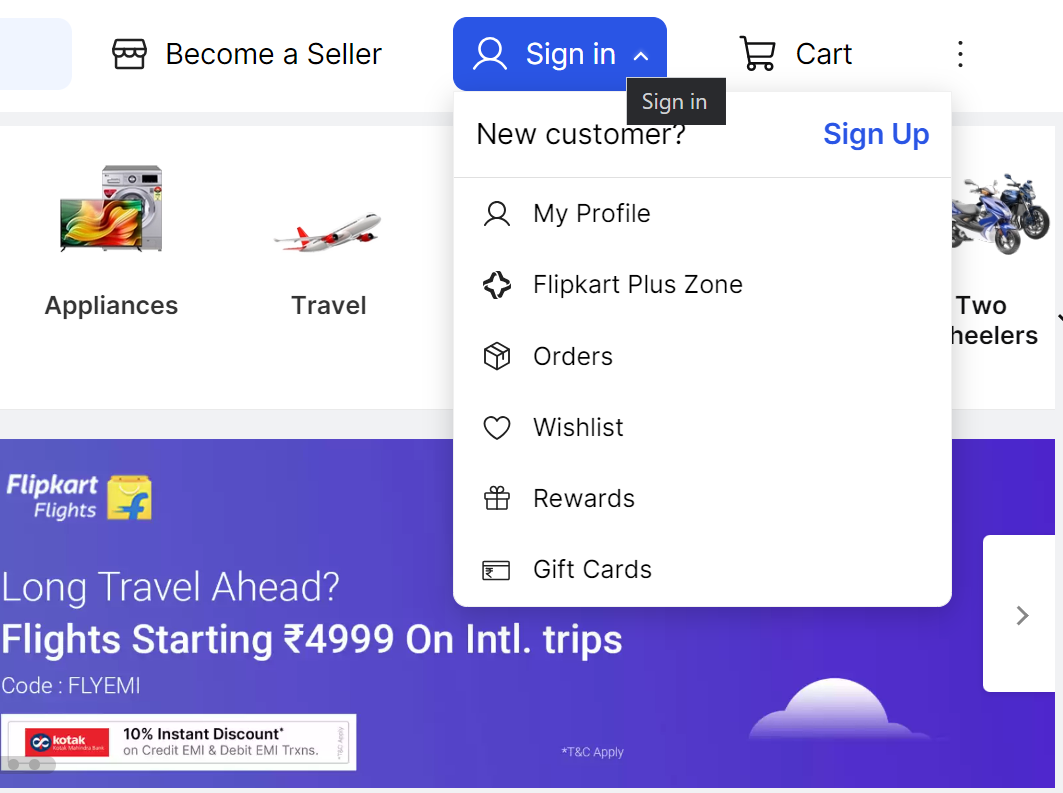 Become a Seller
Sign in
Cart
Sign in
New customer?
Sign Up
My Profile
Flipkart Plus Zone
Orders
Wishlist
Rewards
Gift Cards
Appliances
Travel
Two
heelers
Flipkart
Flights
Long Travel Ahead?
Flights Starting ₹4999 On Intl. trips
Code : FLYEMI
kotak
Kotak Mahindra Bank
10% Instant Discount*
on Credit EMI & Debit EMI Trxns.
*T&C Apply
*T&C Apply